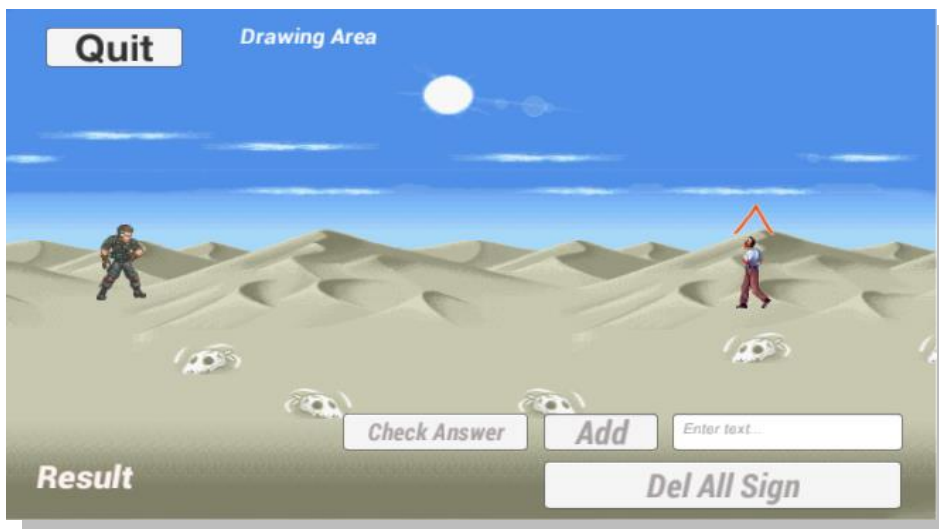 Quit
Drawing Area
Check Answer
Add
Enter text...
Result
Del All Sign